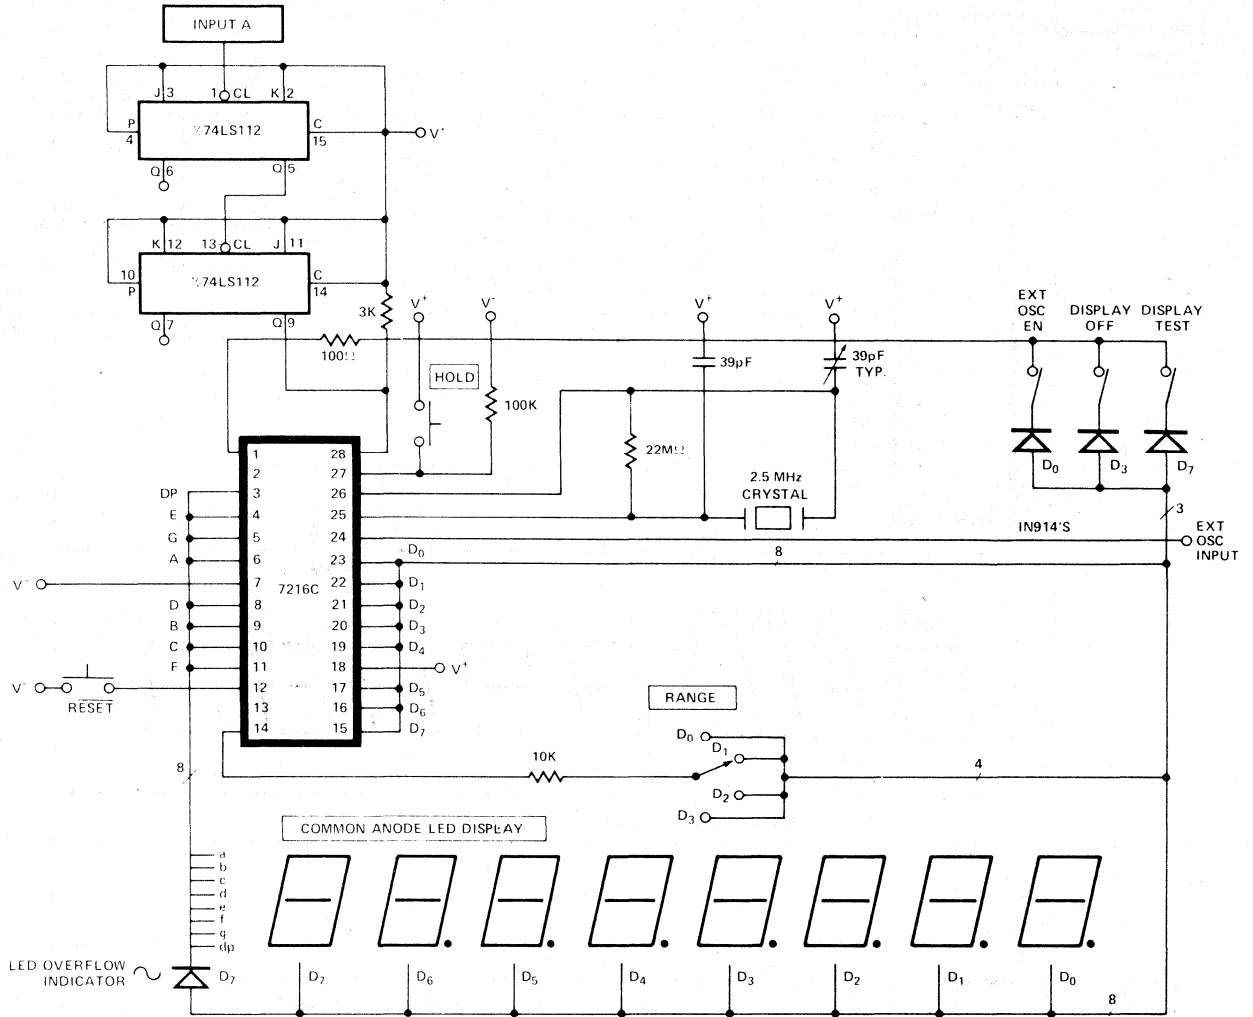 INPUT A
J 3 1 CL K 2
P 4 ½74LS112 C 15
V+
Q 6 Q 5
K 12 13 CL J 11
10 P ½74LS112 C 14
Q 7 Q 9
3K
100Ω
V+
V-
HOLD
100K
V+
39pF
V+
39pF TYP.
22MΩ
2.5 MHz
CRYSTAL
EXT OSC EN
DISPLAY OFF
DISPLAY TEST
D0 D3 D7
IN914'S
3
EXT OSC INPUT
8
7216C
1 28
2 27
DP 3 26
E 4 25
G 5 24
A 6 23 D0
V- 7 22 D1
D 8 21 D2
B 9 20 D3
C 10 19 D4
F 11 18 V+
V- 12 17 D5
RESET
13 16 D6
14 15 D7
RANGE
D0
D1
D2
D3
10K
4
8
COMMON ANODE LED DISPLAY
a
b
c
d
e
f
g
dp
LED OVERFLOW
INDICATOR
D7
D7 D6 D5 D4 D3 D2 D1 D0
8